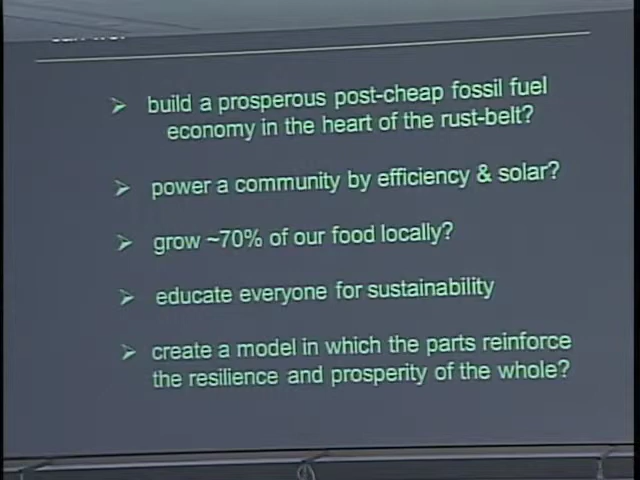 ➢ build a prosperous post-cheap fossil fuel
economy in the heart of the rust-belt?
➢ power a community by efficiency & solar?
➢ grow ~70% of our food locally?
➢ educate everyone for sustainability
➢ create a model in which the parts reinforce
the resilience and prosperity of the whole?